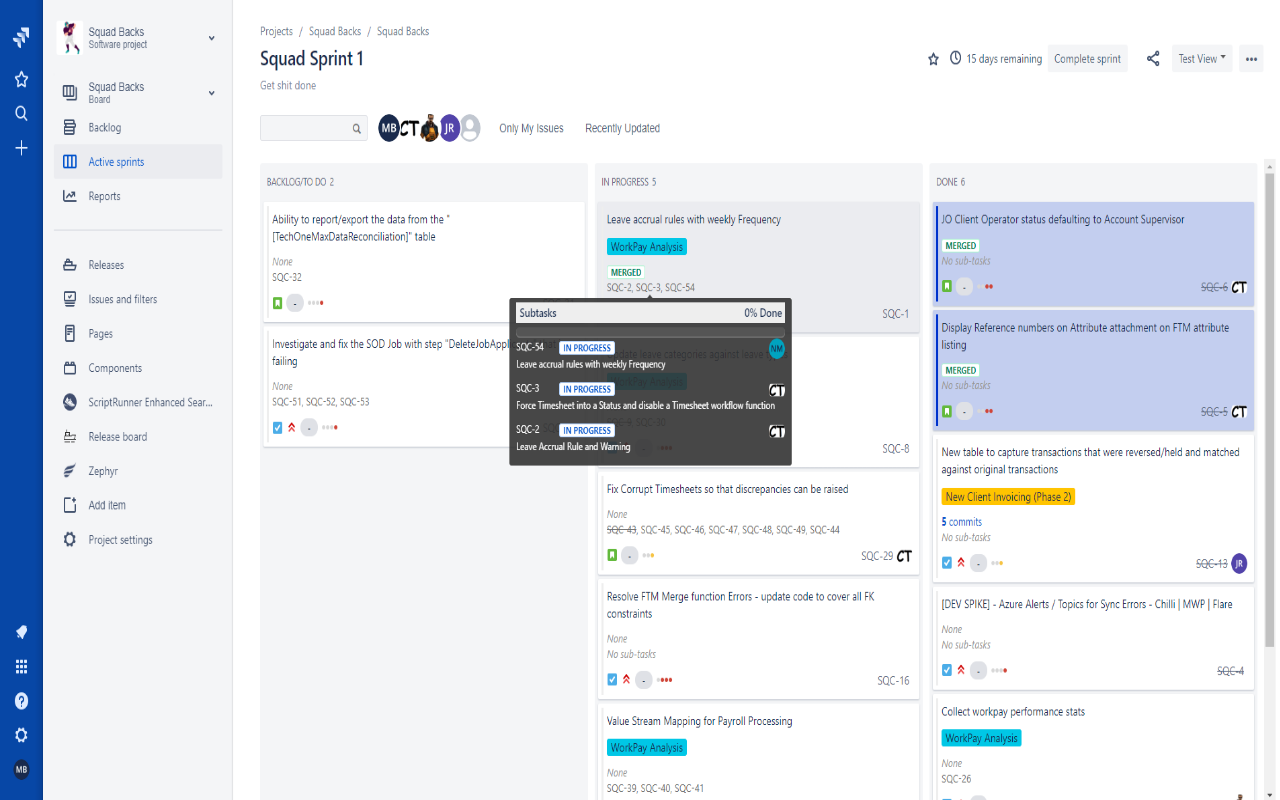 Squad Backs
Software project
Squad Backs
Board
Backlog
Active sprints
Reports
Releases
Issues and filters
Pages
Components
ScriptRunner Enhanced Sear...
Release board
Zephyr
Add item
Project settings
MB
Projects / Squad Backs / Squad Backs
Squad Sprint 1
Get shit done
15 days remaining
Complete sprint
Test View
MB CT JR
Only My Issues
Recently Updated
BACKLOG/TO DO 2
Ability to report/export the data from the "
[TechOneMaxDataReconciliation]" table
None
SQC-32
-
Investigate and fix the SOD Job with step "DeleteJobAppl
failing
None
SQC-51, SQC-52, SQC-53
-
IN PROGRESS 5
Leave accrual rules with weekly Frequency
WorkPay Analysis
MERGED
SQC-2, SQC-3, SQC-54
SQC-1
Subtasks 0% Done
SQC-54 IN PROGRESS NM
Leave accrual rules with weekly Frequency
SQC-3 IN PROGRESS CT
Force Timesheet into a Status and disable a Timesheet workflow function
SQC-2 IN PROGRESS CT
Leave Accrual Rule and Warning
SQC-8
Fix Corrupt Timesheets so that discrepancies can be raised
None
SQC-43, SQC-45, SQC-46, SQC-47, SQC-48, SQC-49, SQC-44
- SQC-29 CT
Resolve FTM Merge function Errors - update code to cover all FK
constraints
None
No sub-tasks
- SQC-16
Value Stream Mapping for Payroll Processing
WorkPay Analysis
None
SQC-39, SQC-40, SQC-41
DONE 6
JO Client Operator status defaulting to Account Supervisor
MERGED
No sub-tasks
- SQC-6 CT
Display Reference numbers on Attribute attachment on FTM attribute
listing
MERGED
No sub-tasks
- SQC-5 CT
New table to capture transactions that were reversed/held and matched
against original transactions
New Client Invoicing (Phase 2)
5 commits
No sub-tasks
- SQC-13 JR
[DEV SPIKE] - Azure Alerts / Topics for Sync Errors - Chilli | MWP | Flare
None
No sub-tasks
- SQC-4
Collect workpay performance stats
WorkPay Analysis
None
SQC-26